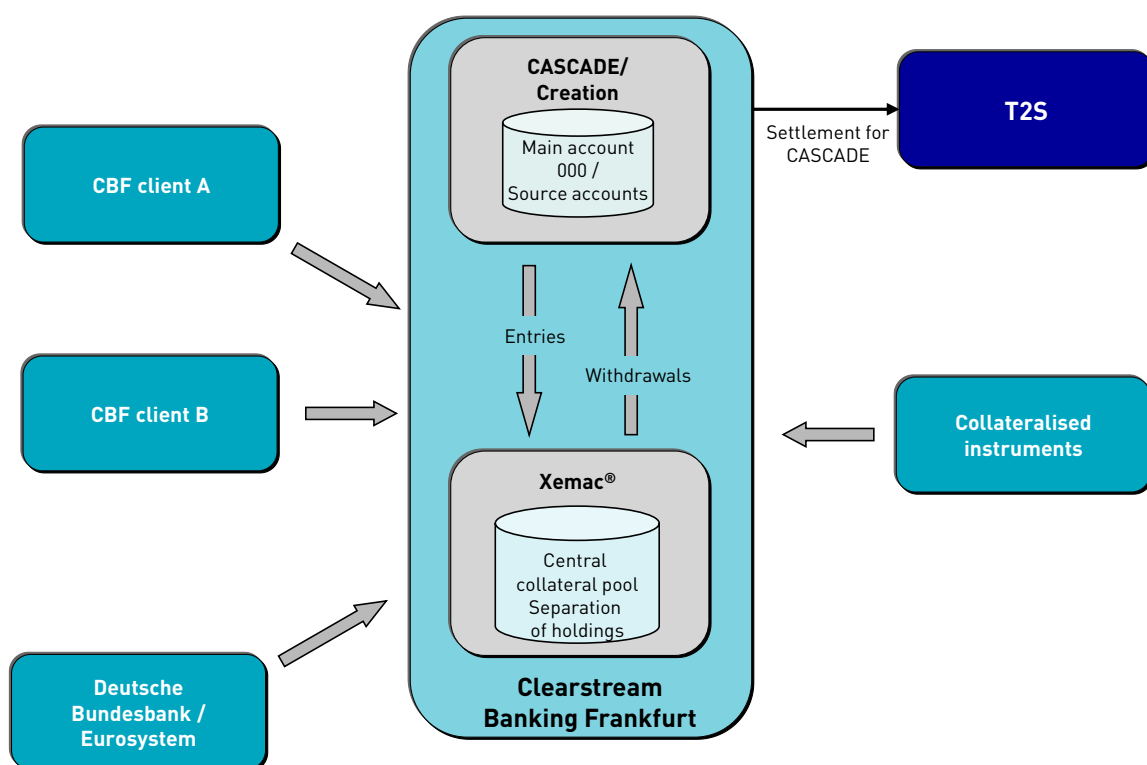 CASCADE/
Creation
Main account
000 /
Source accounts
T2S
Settlement for
CASCADE
CBF client A
Entries
Withdrawals
CBF client B
Collateralised
instruments
Xemac®
Central
collateral pool
Separation
of holdings
Clearstream
Banking Frankfurt
Deutsche
Bundesbank /
Eurosystem